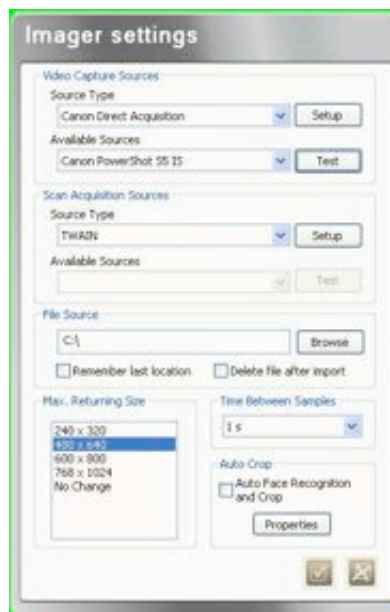 Imager settings
Video Capture Sources
Source Type
Canon Direct Acquisition
Setup
Available Sources
Canon PowerShot S5 IS
Test
Scan Acquisition Sources
Source Type
TWAIN
Setup
Available Sources
Test
File Source
C:\
Browse
Remember last location
Delete file after import
Max. Returning Size
240 x 320
480 x 640
600 x 800
768 x 1024
No Change
Time Between Samples
1 s
Auto Crop
Auto Face Recognition
and Crop
Properties